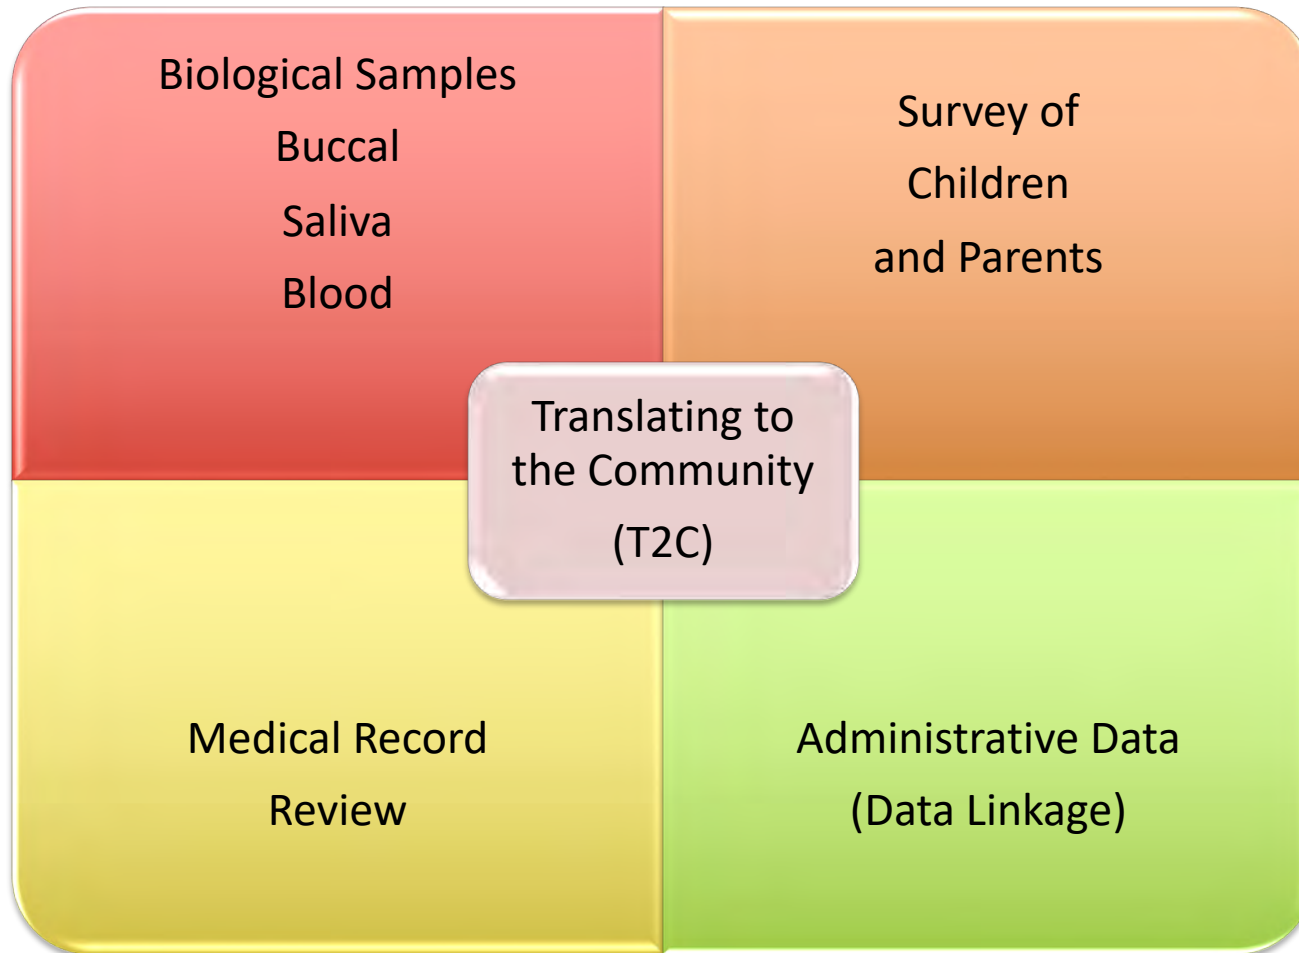 Biological Samples
Buccal
Saliva
Blood
Survey of
Children
and Parents
Translating to
the Community
(T2C)
Medical Record
Review
Administrative Data
(Data Linkage)